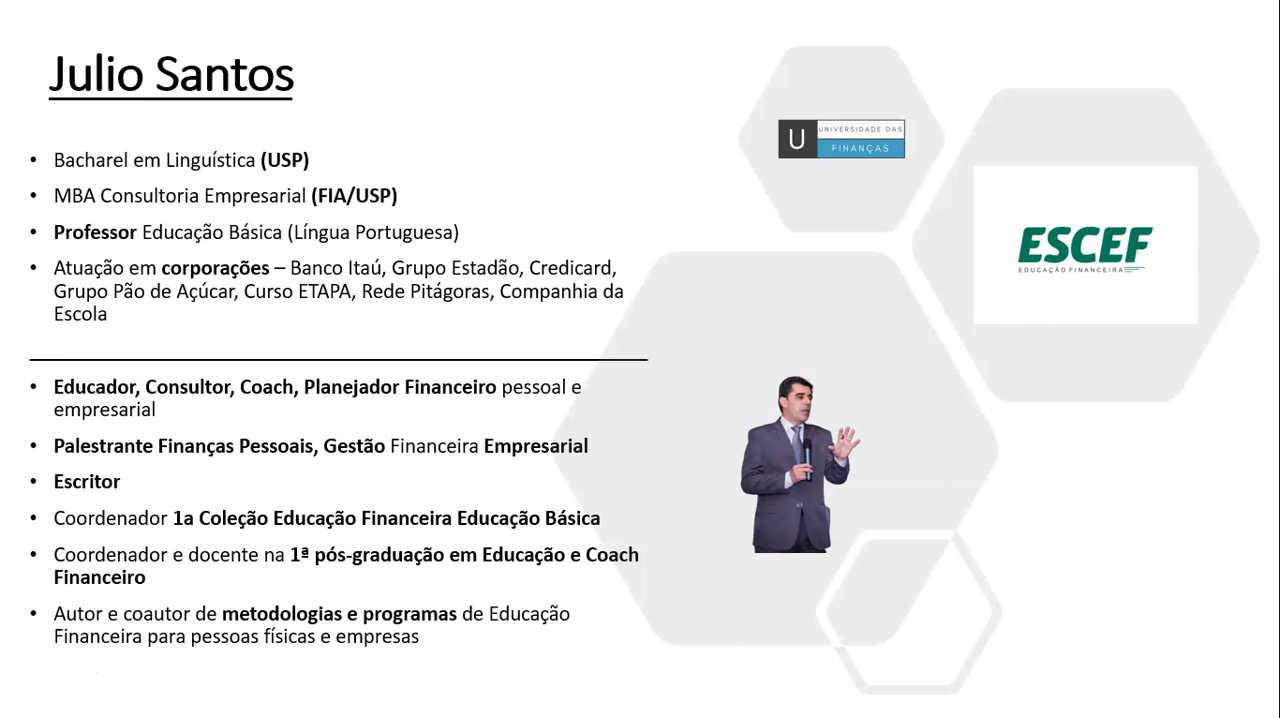 Julio Santos
• Bacharel em Linguística (USP)
• MBA Consultoria Empresarial (FIA/USP)
• Professor Educação Básica (Língua Portuguesa)
• Atuação em corporações – Banco Itaú, Grupo Estadão, Credicard,
Grupo Pão de Açúcar, Curso ETAPA, Rede Pitágoras, Companhia da
Escola
• Educador, Consultor, Coach, Planejador Financeiro pessoal e
empresarial
• Palestrante Finanças Pessoais, Gestão Financeira Empresarial
• Escritor
• Coordenador 1a Coleção Educação Financeira Educação Básica
• Coordenador e docente na 1ª pós-graduação em Educação e Coach
Financeiro
• Autor e coautor de metodologias e programas de Educação
Financeira para pessoas físicas e empresas
U
UNIVERSIDADE DAS
FINANÇAS
ESCEF
EDUCAÇÃO FINANCEIRA